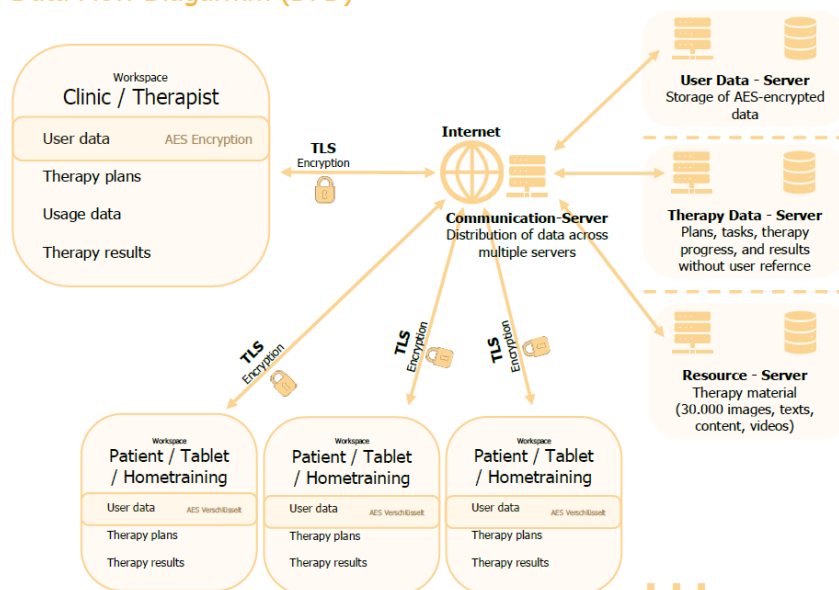 Workspace
Clinic / Therapist
User data AES Encryption
Therapy plans
Usage data
Therapy results
TLS
Encryption
Internet
Communication-Server
Distribution of data across
multiple servers
User Data - Server
Storage of AES-encrypted
data
Therapy Data - Server
Plans, tasks, therapy
progress, and results
without user refernce
Resource - Server
Therapy material
(30.000 images, texts,
content, videos)
TLS
Encryption
TLS
Encryption
TLS
Encryption
Workspace
Patient / Tablet
/ Hometraining
User data AES Verschlüsselt
Therapy plans
Therapy results
Workspace
Patient / Tablet
/ Hometraining
User data AES Verschlüsselt
Therapy plans
Therapy results
Workspace
Patient / Tablet
/ Hometraining
User data AES Verschlüsselt
Therapy plans
Therapy results
...